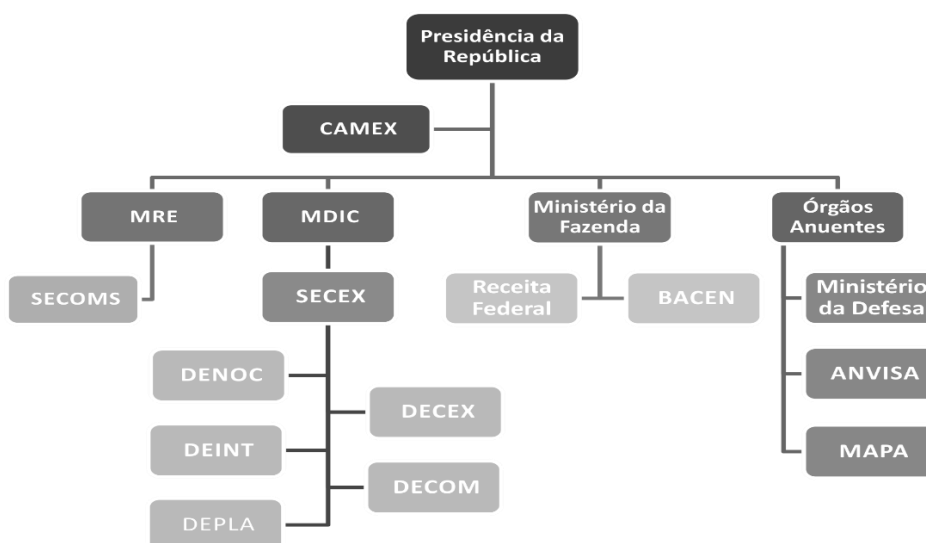 Presidência da
República
CAMEX
MRE
MDIC
Ministério da
Fazenda
Órgãos
Anuentes
SECOMS
SECEX
Receita
Federal
BACEN
Ministério
da Defesa
DENOC
ANVISA
DECEX
DEINT
MAPA
DECOM
DEPLA